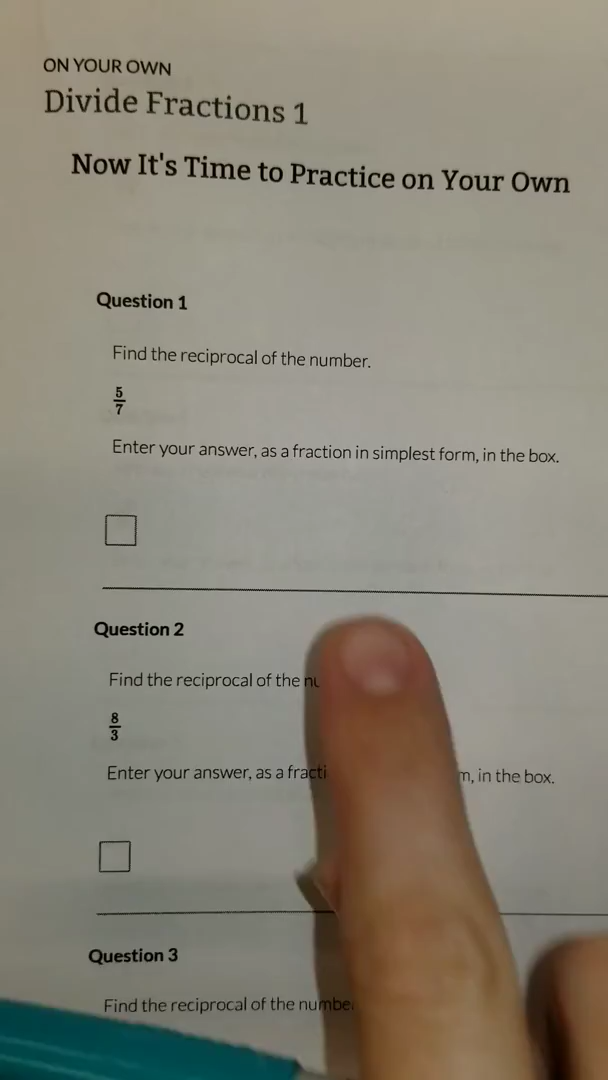 ON YOUR OWN
Divide Fractions 1
Now It's Time to Practice on Your Own
Question 1
Find the reciprocal of the number.
5/7
Enter your answer, as a fraction in simplest form, in the box.
Question 2
Find the reciprocal of the
8/3
Enter your answer, as a in the box.
Question 3
Find the reciprocal of the